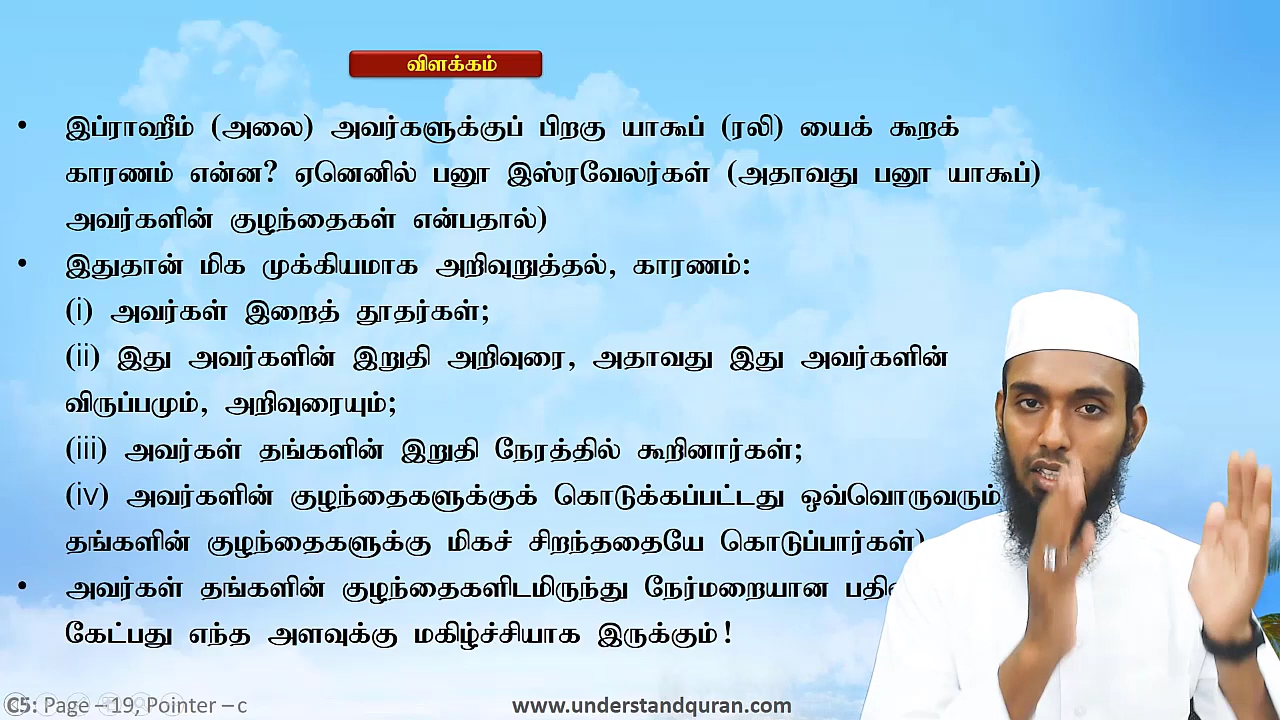 விளக்கம்
• இப்ராஹீம் (அலை) அவர்களுக்குப் பிறகு யாகூப் (ரலி) யைக் கூறக்
காரணம் என்ன? ஏனெனில் பனூ இஸ்ரவேலர்கள் (அதாவது பனூ யாகூப்)
அவர்களின் குழந்தைகள் என்பதால்)
• இதுதான் மிக முக்கியமாக அறிவுறுத்தல், காரணம்:
(i) அவர்கள் இறைத் தூதர்கள்;
(ii) இது அவர்களின் இறுதி அறிவுரை, அதாவது இது அவர்களின்
விருப்பமும், அறிவுரையும்;
(iii) அவர்கள் தங்களின் இறுதி நேரத்தில் கூறினார்கள்;
(iv) அவர்களின் குழந்தைகளுக்குக் கொடுக்கப்பட்டது ஒவ்வொருவரும்
தங்களின் குழந்தைகளுக்கு மிகச் சிறந்ததையே கொடுப்பார்கள்)
• அவர்கள் தங்களின் குழந்தைகளிடமிருந்து நேர்மறையான
கேட்பது எந்த அளவுக்கு மகிழ்ச்சியாக இருக்கும்!
C5: Page – 19, Pointer – c
www.understandquran.com